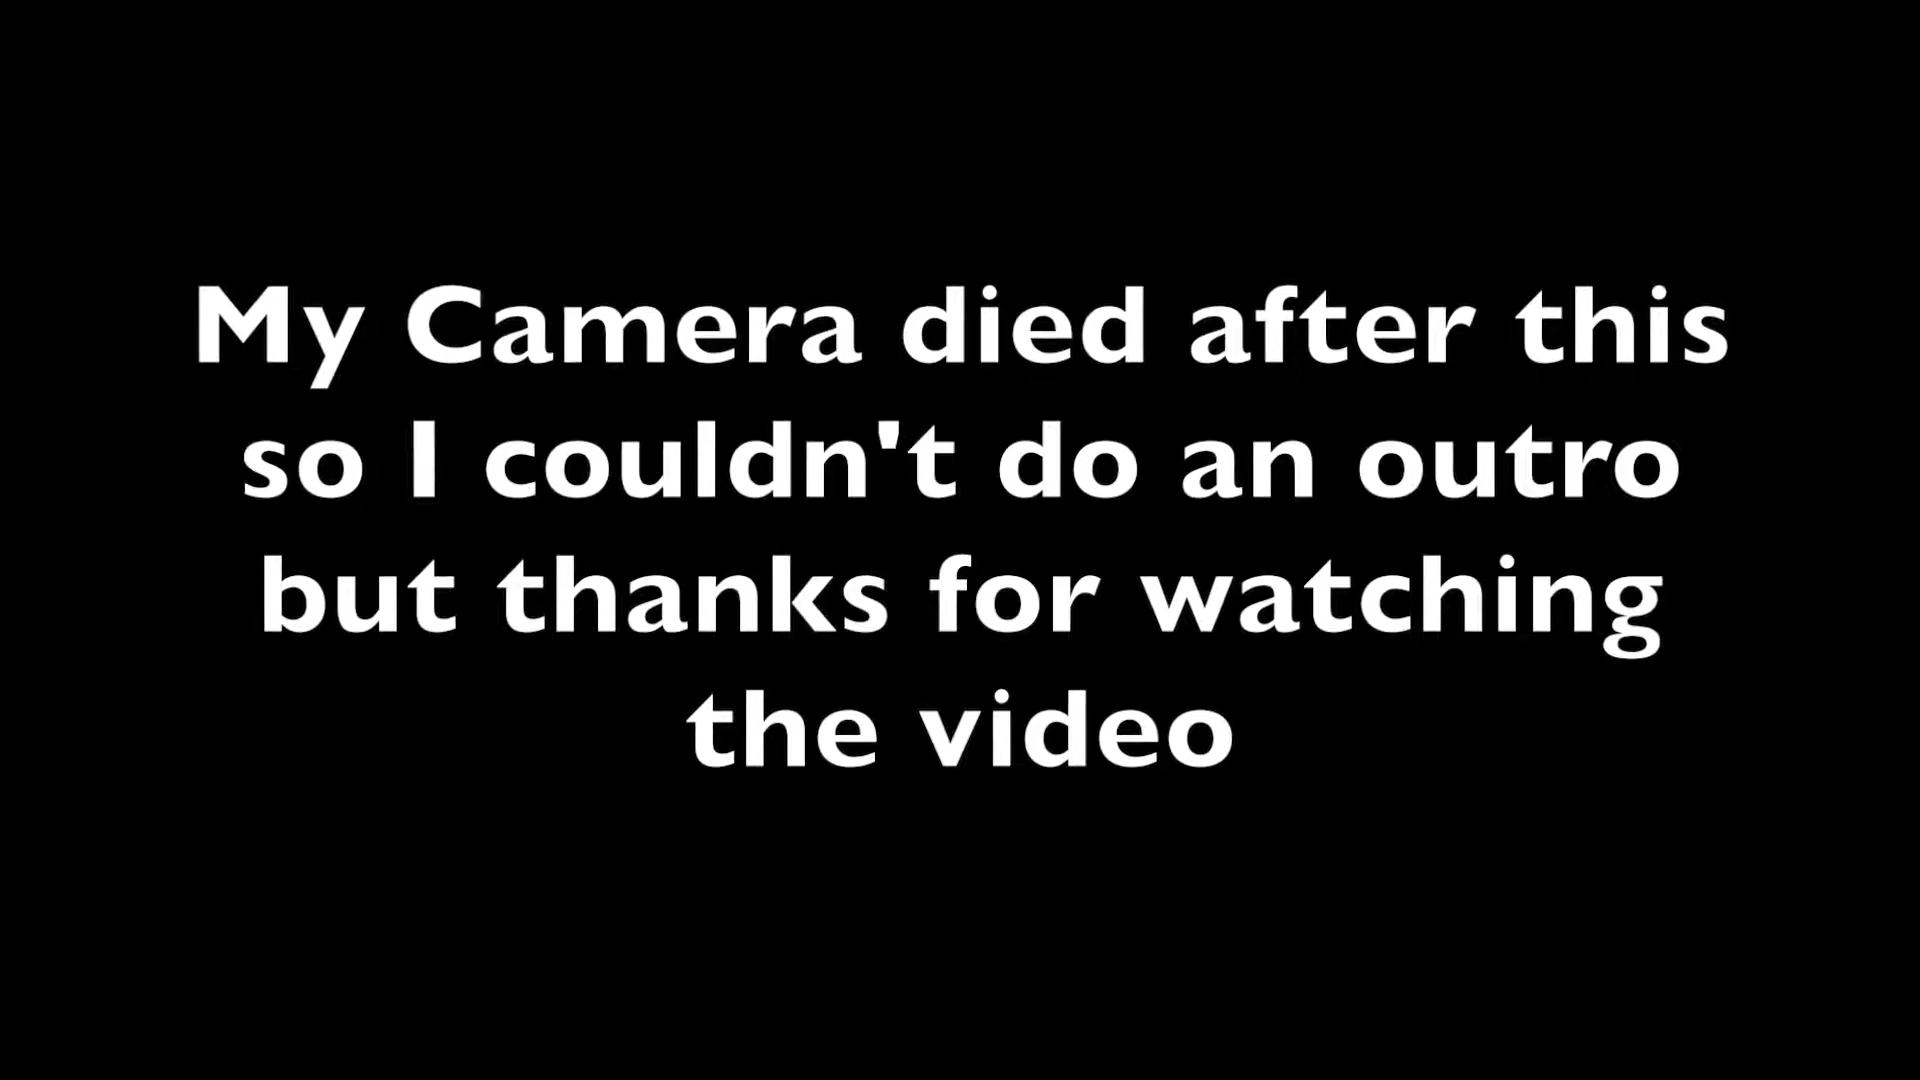 My Camera died after this
so I couldn't do an outro
but thanks for watching
the video